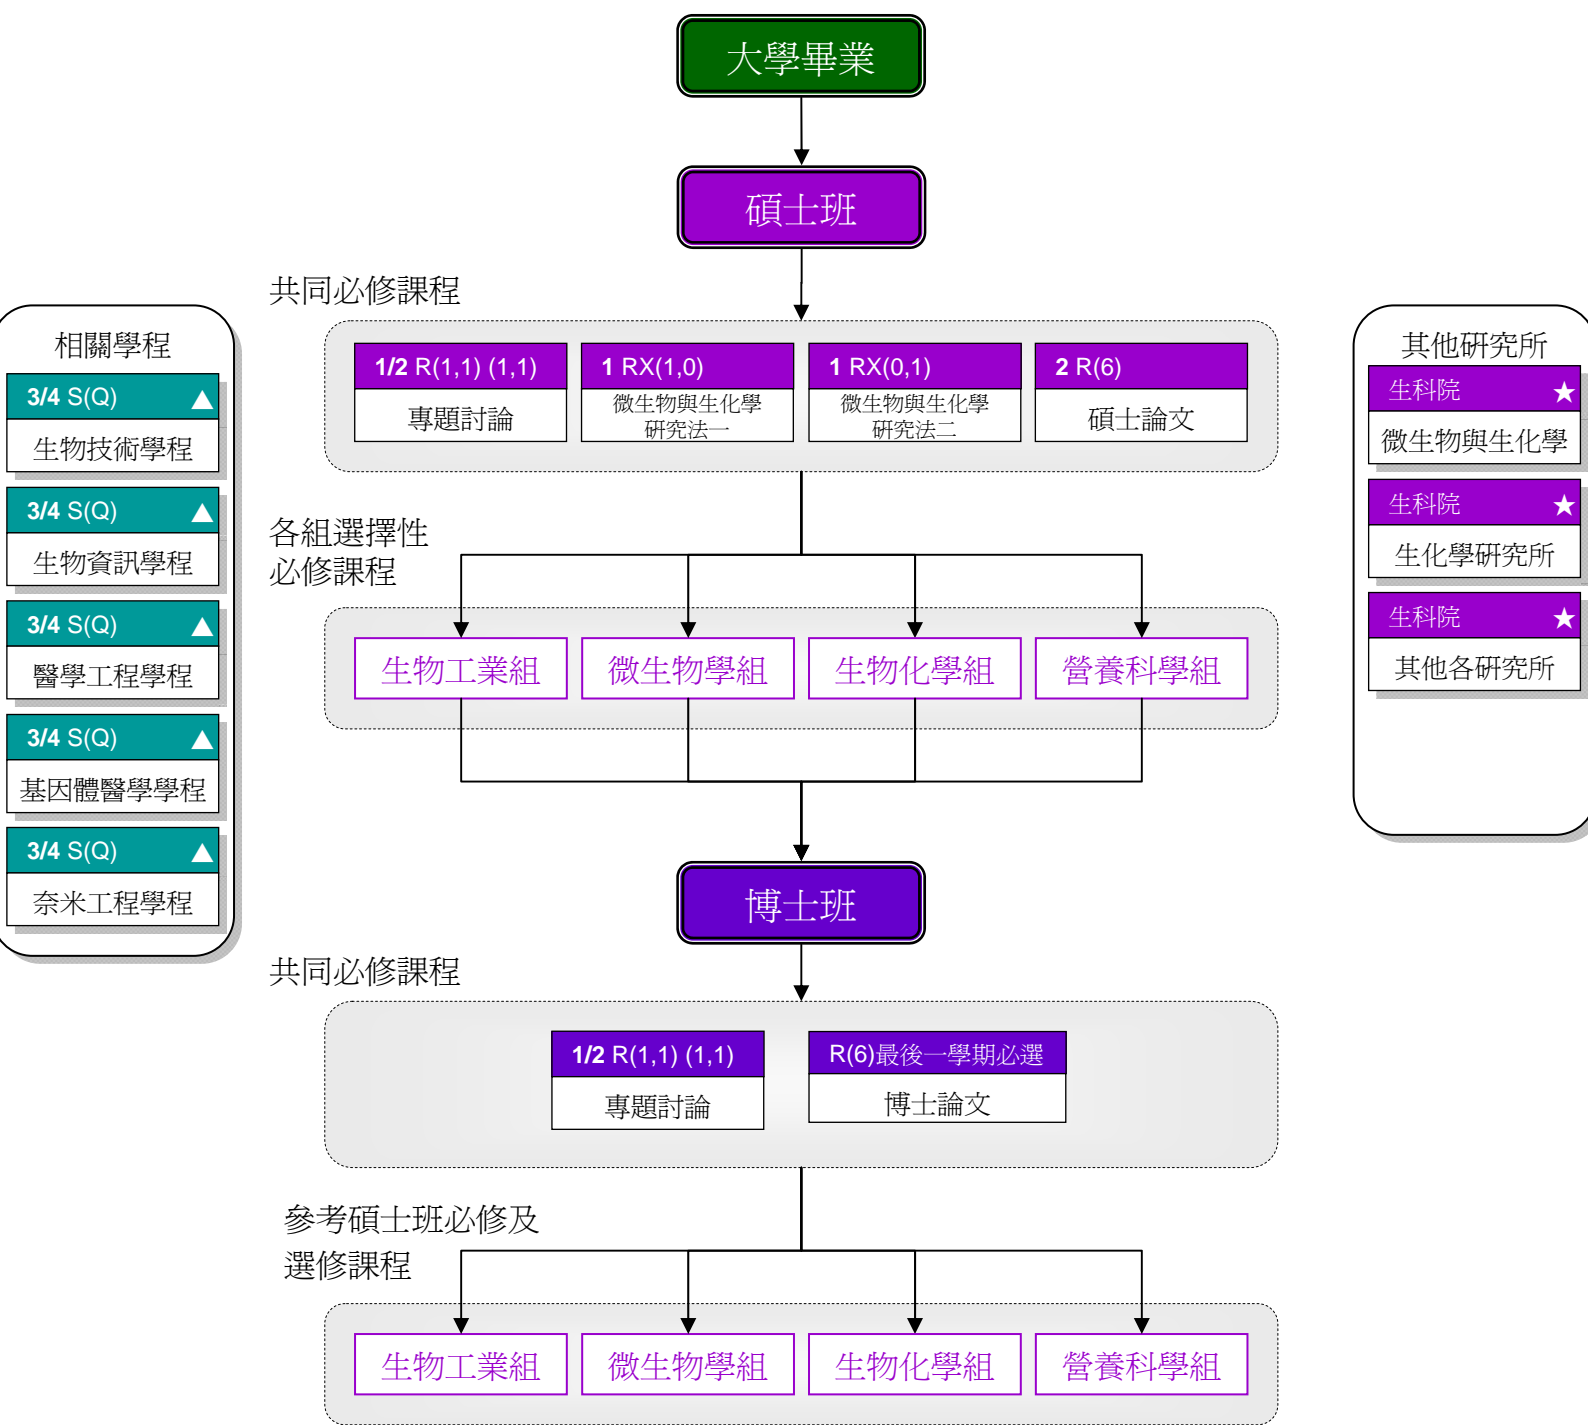 大學畢業
碩士班
共同必修課程
1/2 R(1,1) (1,1)
專題討論
1 RX(1,0)
微生物與生化學
研究法一
1 RX(0,1)
微生物與生化學
研究法二
2 R(6)
碩士論文
各組選擇性
必修課程
生物工業組
微生物學組
生物化學組
營養科學組
博士班
共同必修課程
1/2 R(1,1) (1,1)
專題討論
R(6)最後一學期必選
博士論文
參考碩士班必修及
選修課程
生物工業組
微生物學組
生物化學組
營養科學組
相關學程
3/4 S(Q) ▲
生物技術學程
3/4 S(Q) ▲
生物資訊學程
3/4 S(Q) ▲
醫學工程學程
3/4 S(Q) ▲
基因體醫學學程
3/4 S(Q) ▲
奈米工程學程
其他研究所
生科院 ★
微生物與生化學
生科院 ★
生化學研究所
生科院 ★
其他各研究所